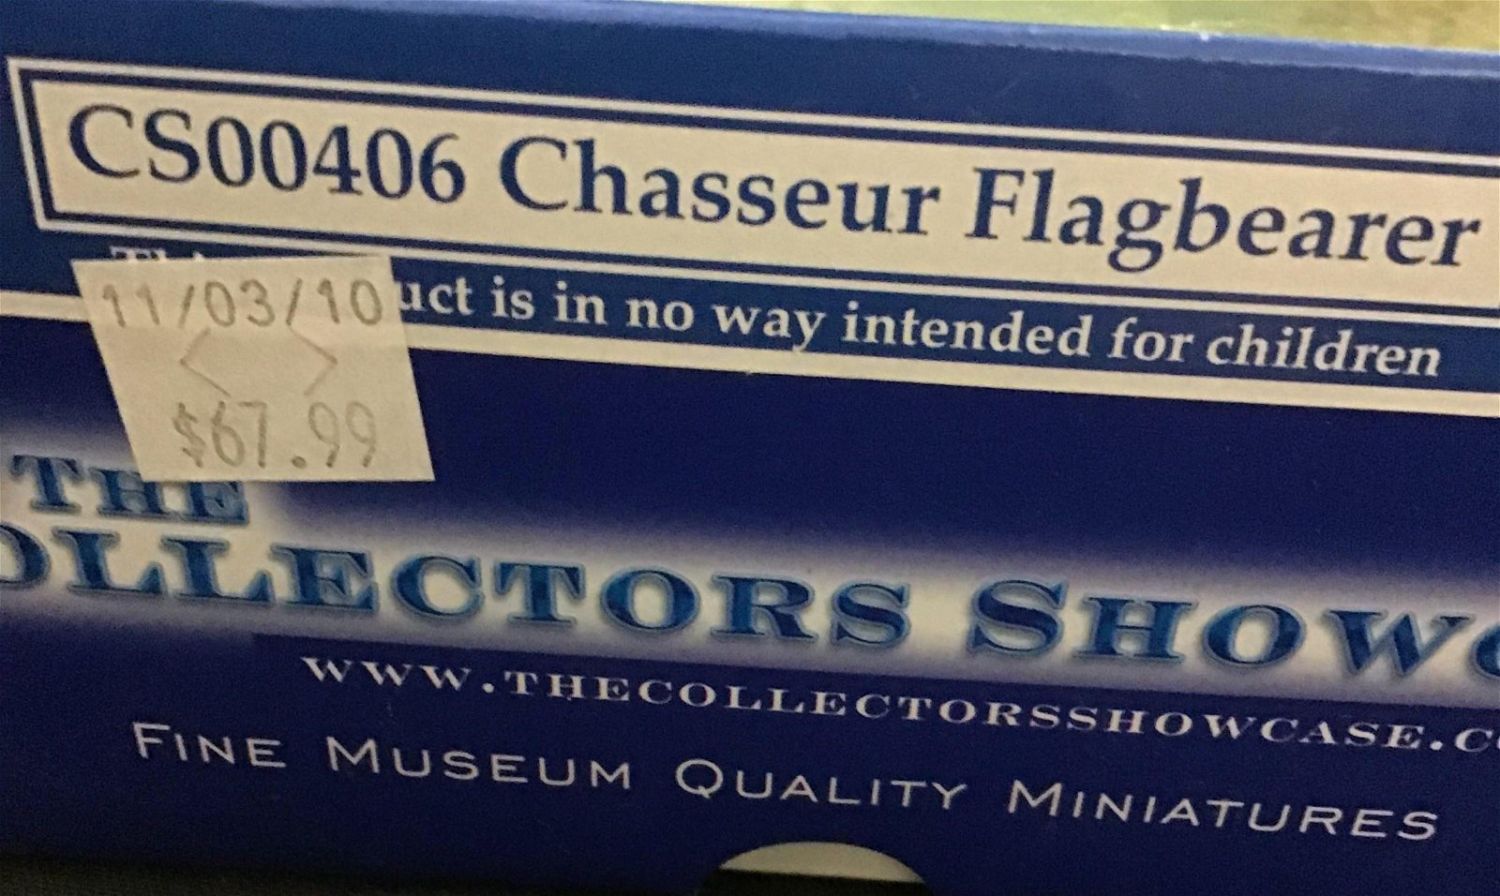 CS00406 Chasseur Flagbearer
uct is in no way intended for children
11/03/10
$67.99
THE
OLLECTORS SHOW
WWW.THECOLLECTORSSHOWCASE.C
FINE MUSEUM QUALITY MINIATURES